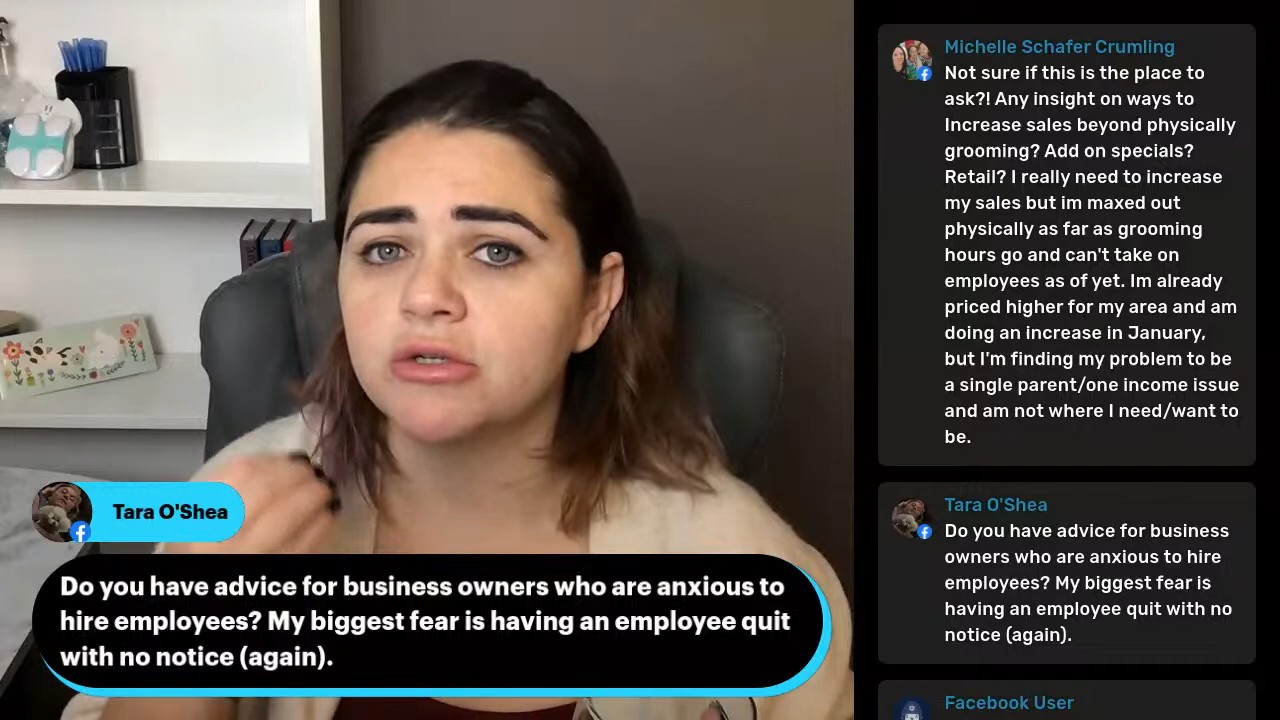 Tara O'Shea
Do you have advice for business owners who are anxious to
hire employees? My biggest fear is having an employee quit
with no notice (again).
Michelle Schafer Crumling
Not sure if this is the place to
ask?! Any insight on ways to
Increase sales beyond physically
grooming? Add on specials?
Retail? I really need to increase
my sales but im maxed out
physically as far as grooming
hours go and can't take on
employees as of yet. Im already
priced higher for my area and am
doing an increase in January,
but I'm finding my problem to be
a single parent/one income issue
and am not where I need/want to
be.
Tara O'Shea
Do you have advice for business
owners who are anxious to hire
employees? My biggest fear is
having an employee quit with no
notice (again).
Facebook User